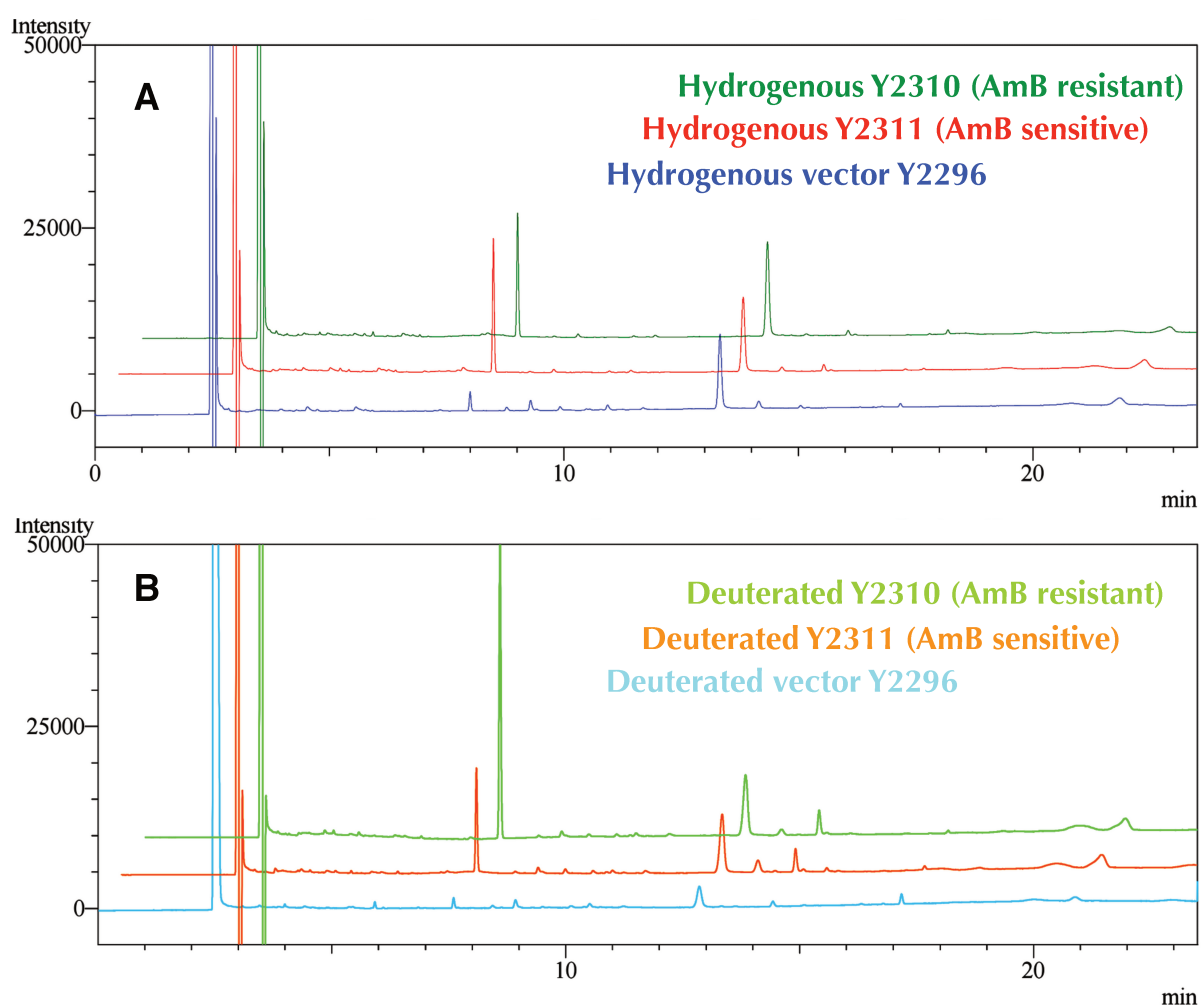 Intensity
50000
A
Hydrogenous Y2310 (AmB resistant)
Hydrogenous Y2311 (AmB sensitive)
Hydrogenous vector Y2296
25000
0
0 10 20
min
Intensity
50000
B
Deuterated Y2310 (AmB resistant)
Deuterated Y2311 (AmB sensitive)
Deuterated vector Y2296
25000
0
10 20
min